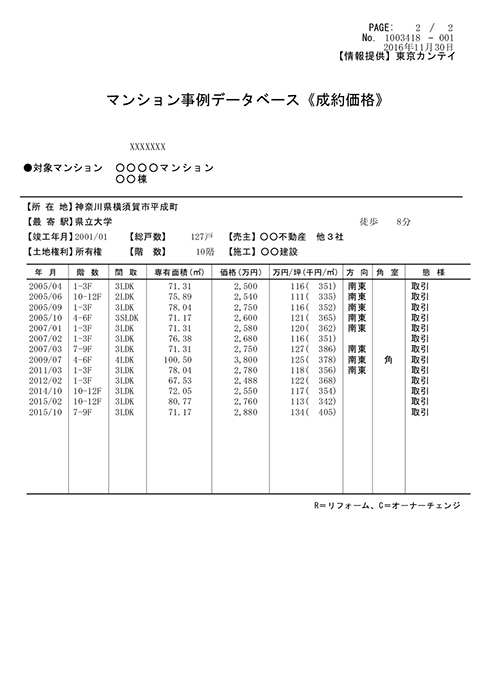 PAGE: 2 / 2
No. 1003418 － 001
2016年11月30日
【情報提供】東京カンテイ
マンション事例データベース《成約価格》
XXXXXXX
●対象マンション 〇〇〇〇マンション
〇〇棟
【所 在 地】神奈川県横須賀市平成町
【最 寄 駅】県立大学 徒歩 8分
【竣工年月】2001/01 【総戸数】 127戸 【売主】〇〇不動産 他３社
【土地権利】所有権 【階 数】 10階 【施工】〇〇建設
年 月 階 数 間 取 専有面積(㎡) 価格(万円) 万円/坪(千円/㎡) 方 向 角 室 態 様
2005/04 1-3F 3LDK 71.31 2,500 116( 351) 南東 取引
2005/06 10-12F 2LDK 75.89 2,540 111( 335) 南東 取引
2005/09 1-3F 3LDK 78.04 2,750 116( 352) 南東 取引
2005/10 4-6F 3SLDK 71.17 2,600 121( 365) 南東 取引
2007/01 1-3F 3LDK 71.31 2,580 120( 362) 南東 取引
2007/02 1-3F 3LDK 76.38 2,680 116( 351) 取引
2007/03 7-9F 3LDK 71.31 2,750 127( 386) 南東 取引
2009/07 4-6F 4LDK 100.50 3,800 125( 378) 南東 角 取引
2011/03 1-3F 3LDK 78.04 2,780 118( 356) 南東 取引
2012/02 1-3F 3LDK 67.53 2,488 122( 368) 取引
2014/10 10-12F 3LDK 72.05 2,550 117( 354) 取引
2015/02 10-12F 3LDK 80.77 2,760 113( 342) 取引
2015/10 7-9F 3LDK 71.17 2,880 134( 405) 取引
R＝リフォーム、C＝オーナーチェンジ